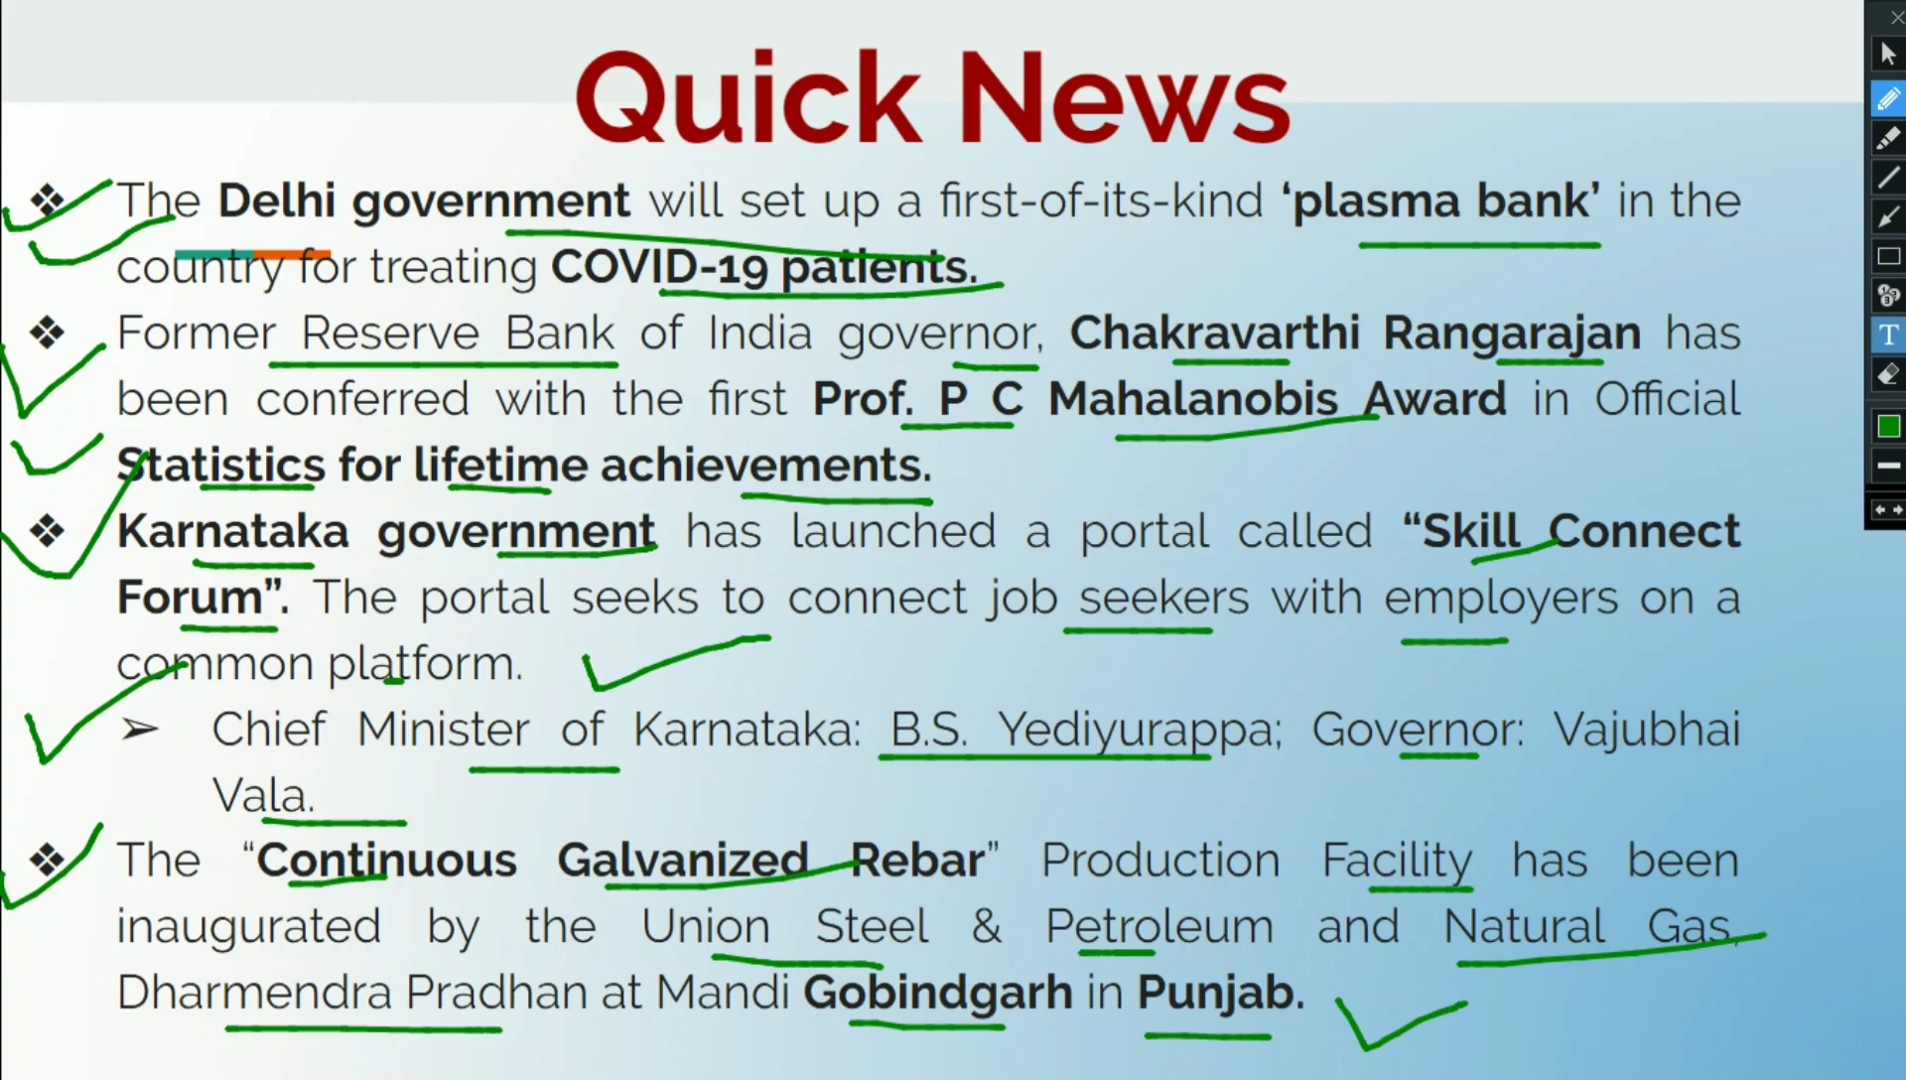 Quick News
❖ The Delhi government will set up a first-of-its-kind ‘plasma bank’ in the
country for treating COVID-19 patients.
❖ Former Reserve Bank of India governor, Chakravarthi Rangarajan has
been conferred with the first Prof. P C Mahalanobis Award in Official
Statistics for lifetime achievements.
❖ Karnataka government has launched a portal called “Skill Connect
Forum”. The portal seeks to connect job seekers with employers on a
common platform.
➢ Chief Minister of Karnataka: B.S. Yediyurappa; Governor: Vajubhai
Vala.
❖ The “Continuous Galvanized Rebar” Production Facility has been
inaugurated by the Union Steel & Petroleum and Natural Gas,
Dharmendra Pradhan at Mandi Gobindgarh in Punjab.